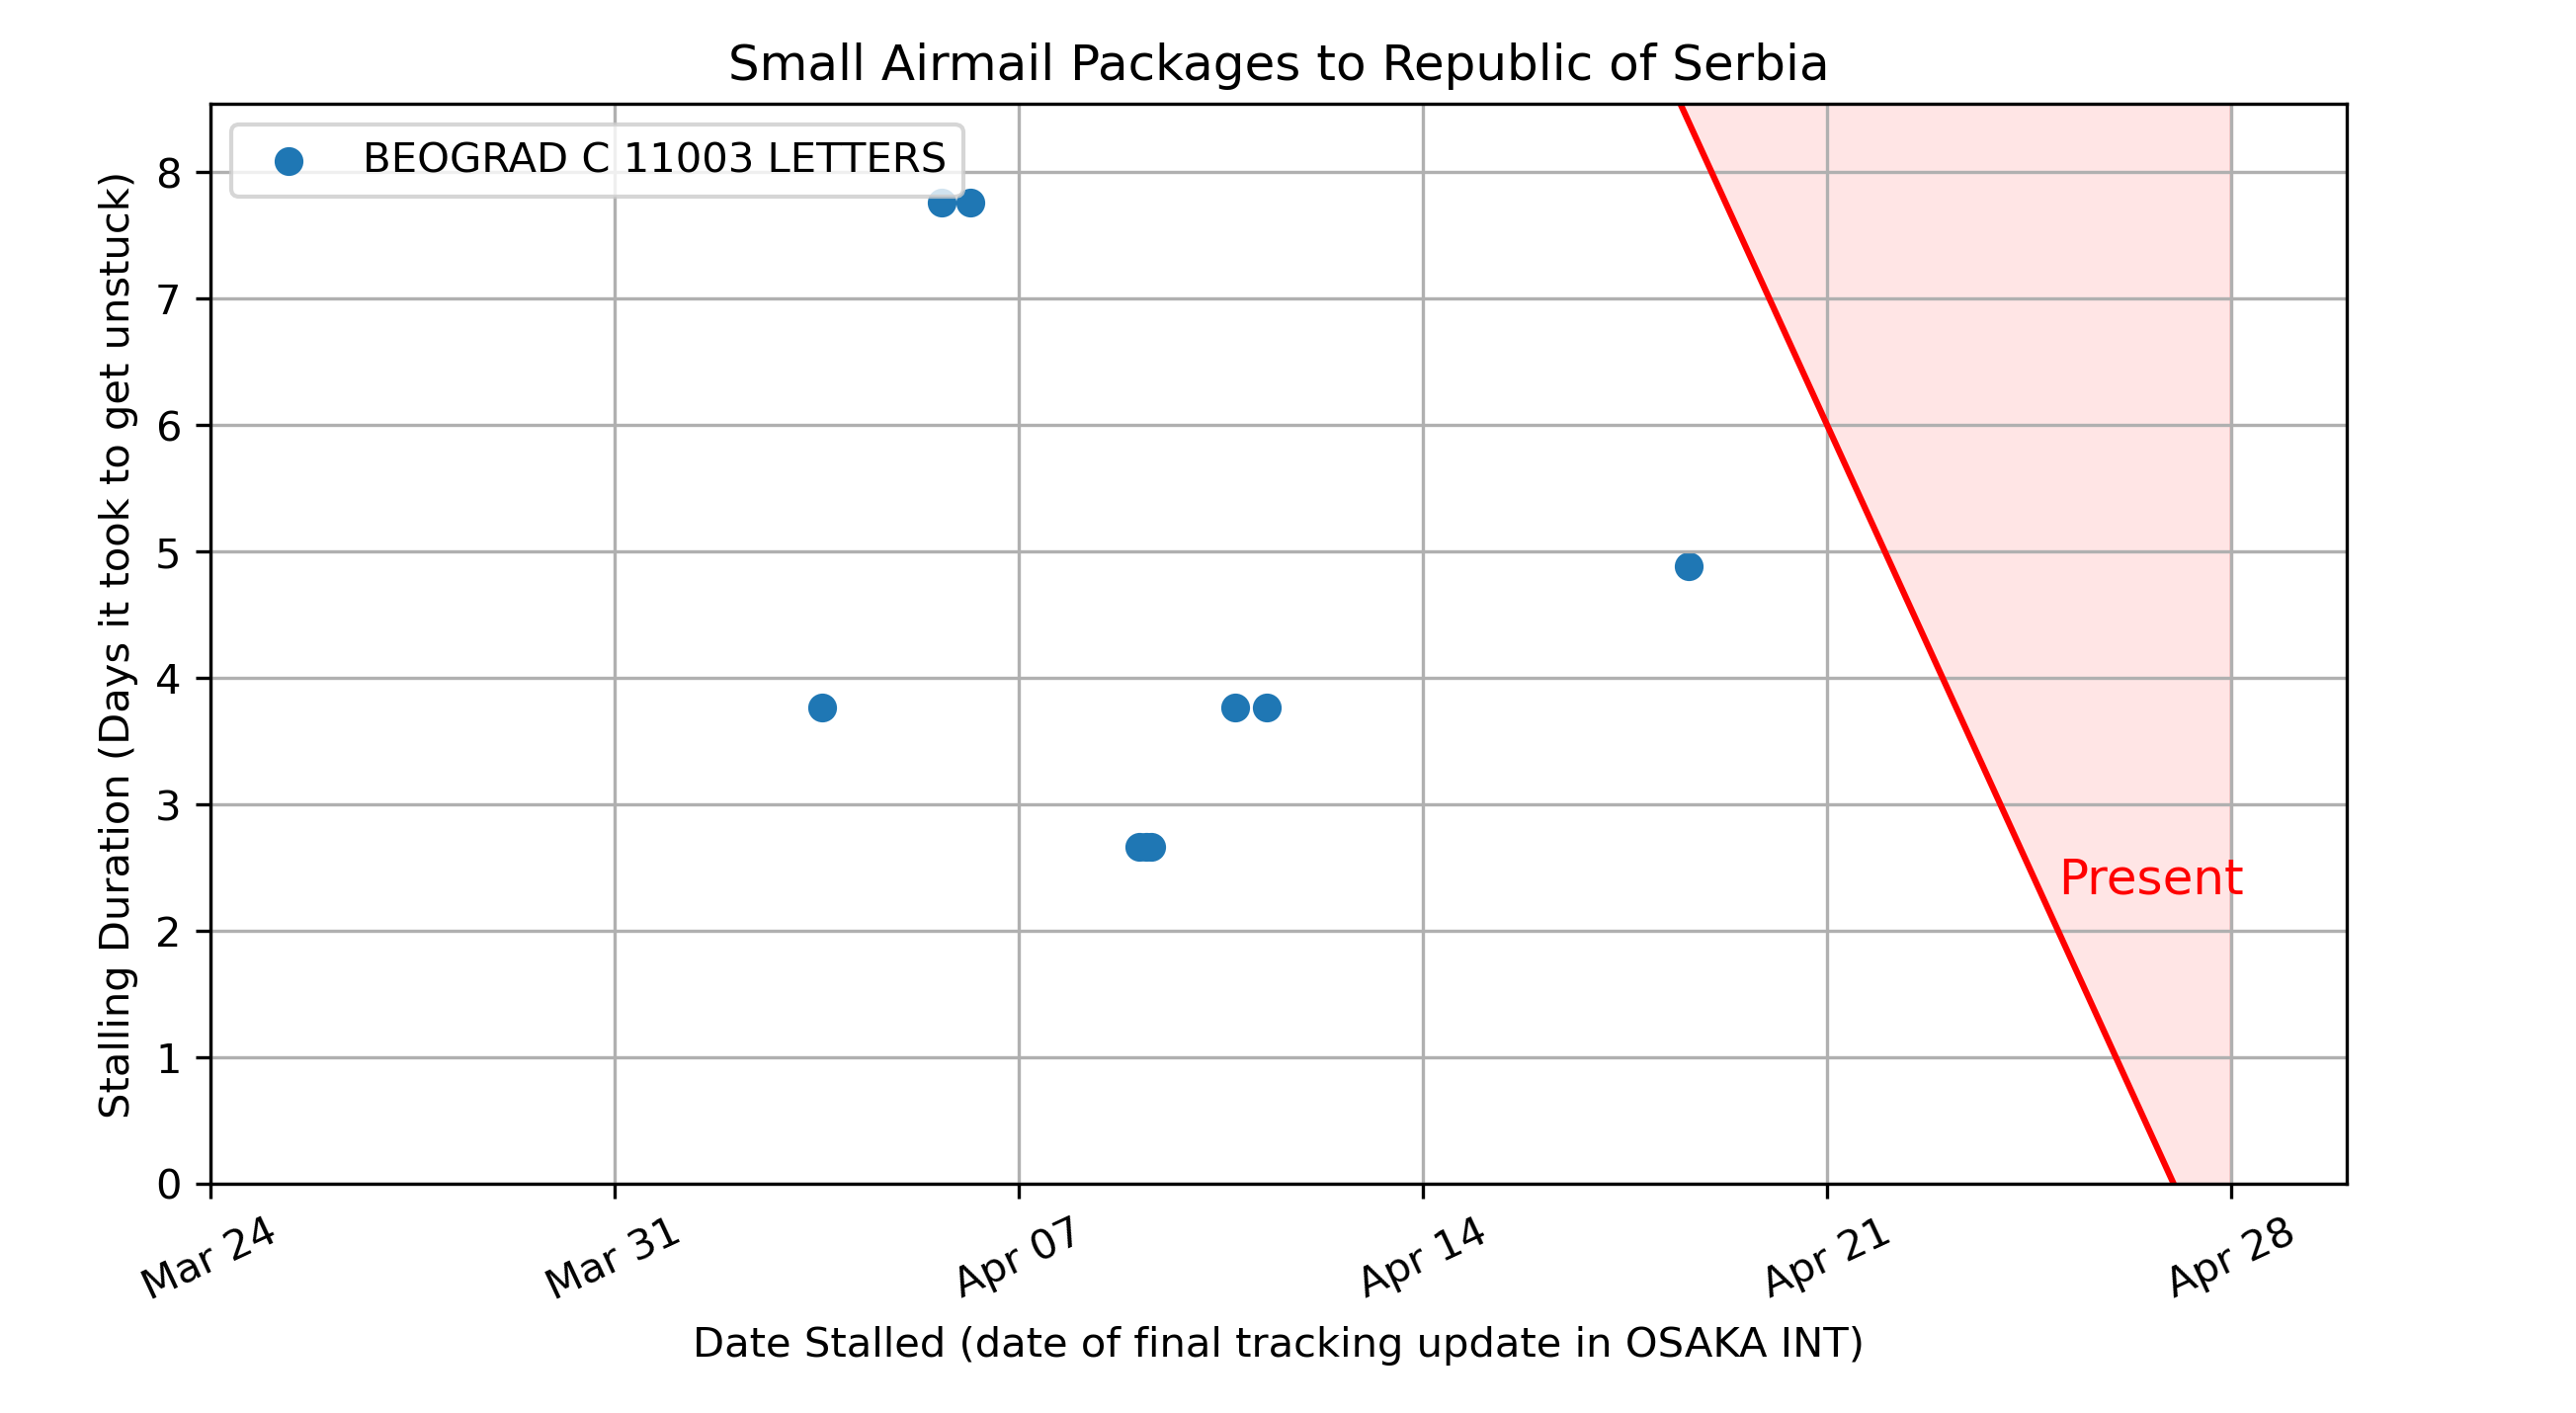 Small Airmail Packages to Republic of Serbia
BEOGRAD C 11003 LETTERS
Stalling Duration (Days it took to get unstuck)
8
7
6
5
4
3
2
1
0
Present
Mar 24
Mar 31
Apr 07
Apr 14
Apr 21
Apr 28
Date Stalled (date of final tracking update in OSAKA INT)